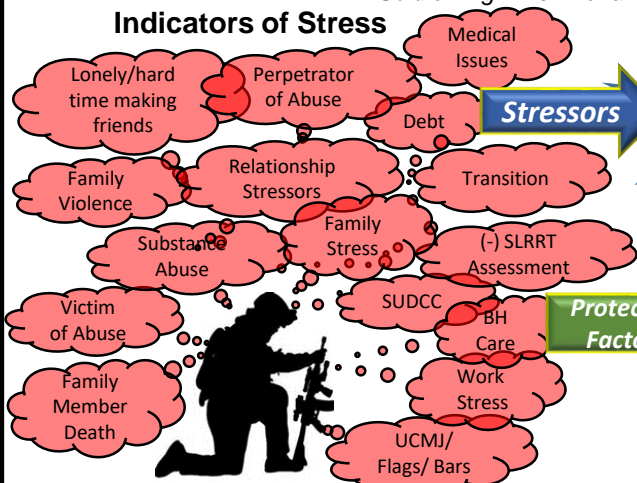 Indicators of Stress
Medical
Issues
Lonely/hard
time making
friends
Perpetrator
of Abuse
Debt
Stressors
Family
Violence
Relationship
Stressors
Transition
Substance
Abuse
Family
Stress
(-) SLRRT
Assessment
Victim
of Abuse
SUDCC
BH
Care
Family
Member
Death
Work
Stress
UCMJ/
Flags/ Bars